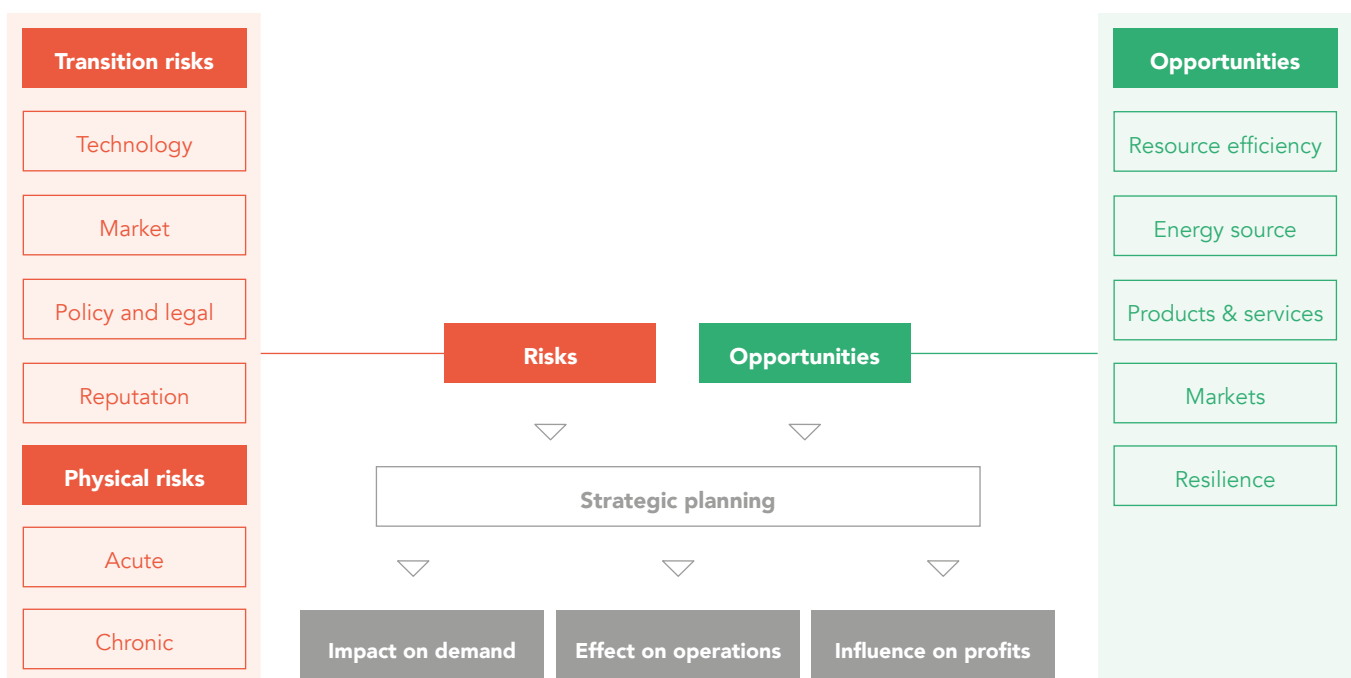 Transition risks
Technology
Market
Policy and legal
Reputation
Physical risks
Acute
Chronic
Risks
Opportunities
Strategic planning
Impact on demand
Effect on operations
Influence on profits
Opportunities
Resource efficiency
Energy source
Products & services
Markets
Resilience